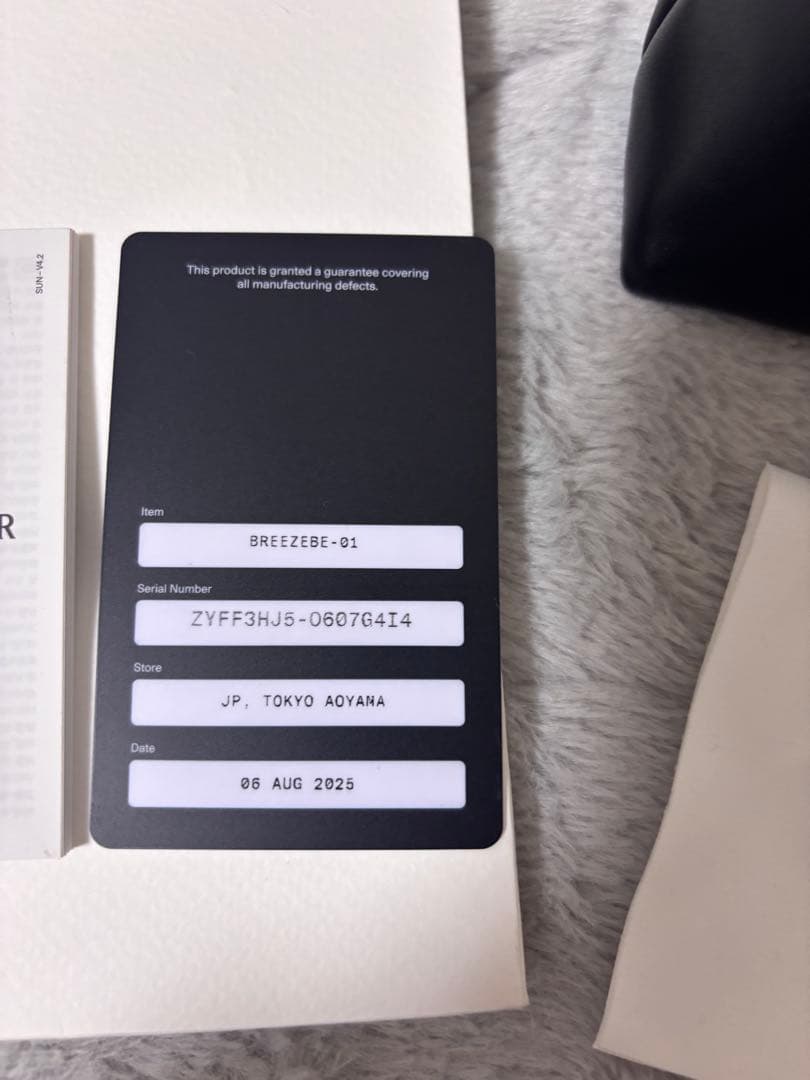 SUN-V4.2
R
This product is granted a guarantee covering
all manufacturing defects.
Item
BREEZEBE-01
Serial Number
ZYFF3HJ5-O607G4I4
Store
JP, TOKYO AOYAMA
Date
06 AUG 2025